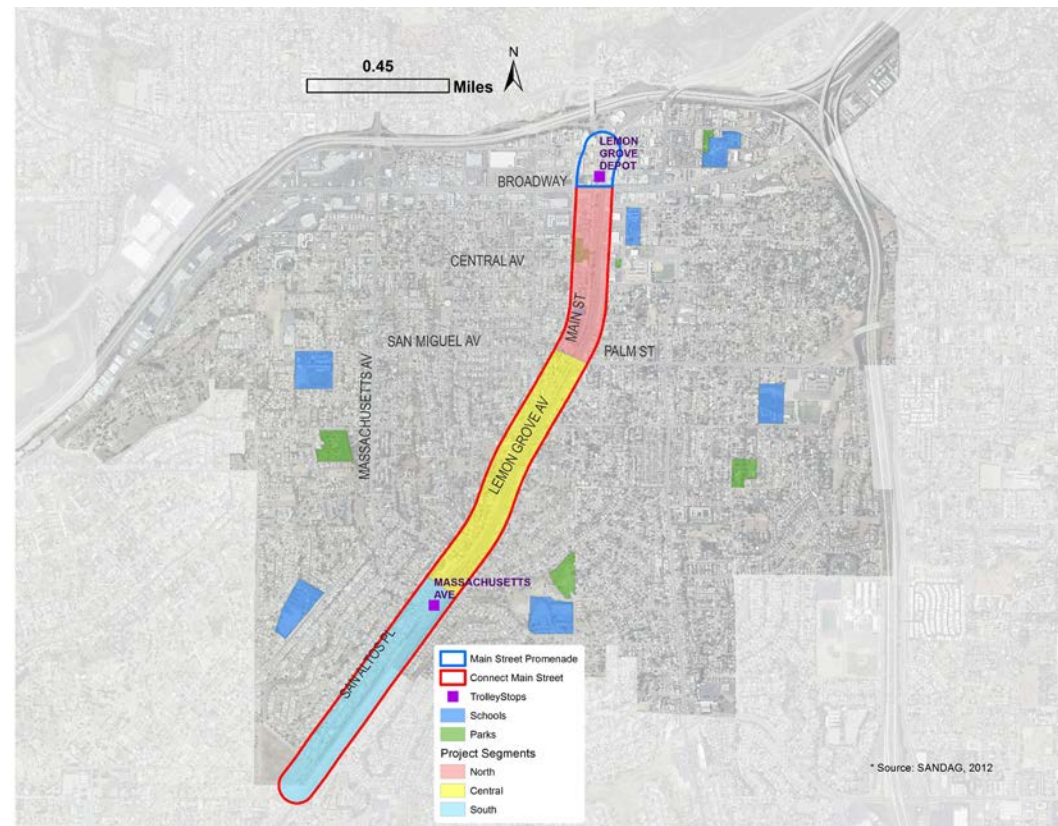 0.45
Miles
N
LEMON
GROVE
DEPOT
BROADWAY
CENTRAL AV
MAIN ST
SAN MIGUEL AV
PALM ST
MASSACHUSETTS AV
LEMON GROVE AV
MASSACHUSETTS
AVE
SAN ALTOS PL
Main Street Promenade
Connect Main Street
TrolleyStops
Schools
Parks
Project Segments
North
Central
South
* Source: SANDAG, 2012